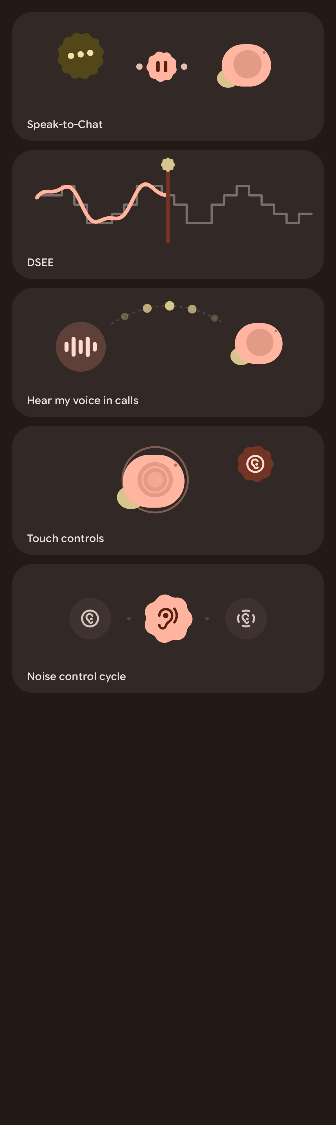 Speak-to-Chat
DSEE
Hear my voice in calls
Touch controls
Noise control cycle